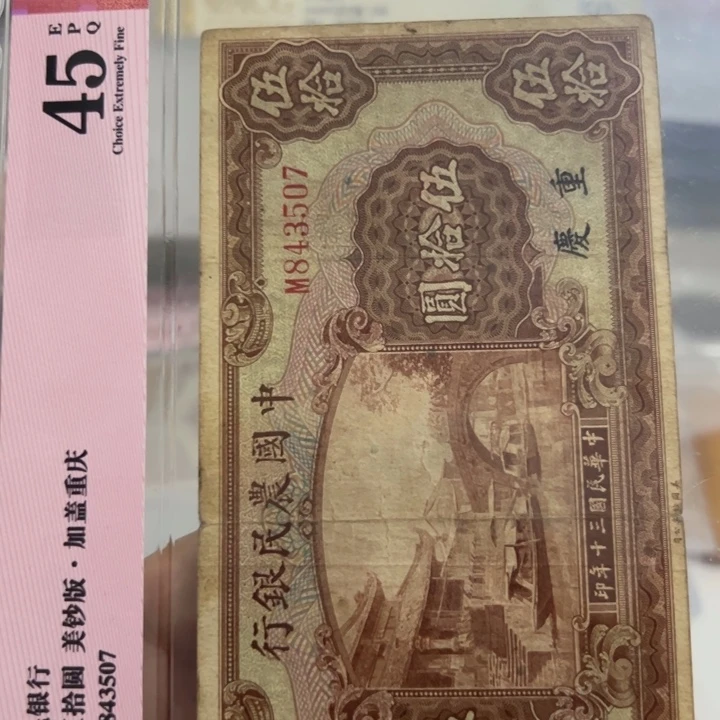 45
EPQ
Choice Extremely Fine
银行
拾圓 美钞版·加盖重庆
843507
伍拾
伍拾
M843507
中國農民銀行
伍拾圓
重慶
中華民國三十年印